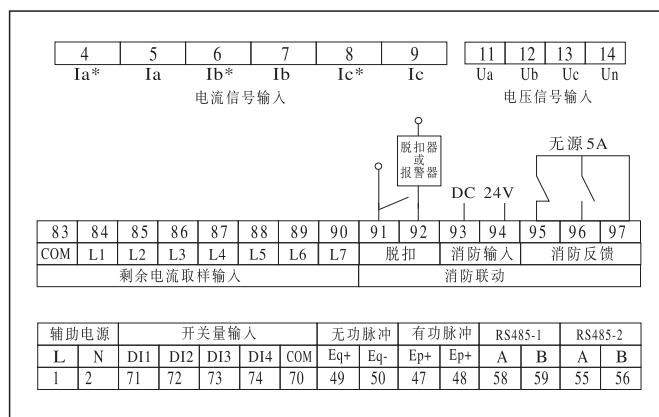 4 5 6 7 8 9 11 12 13 14
Ia* Ia Ib* Ib Ic* Ic Ua Ub Uc Un
电流信号输入 电压信号输入
脱扣器
或
报警器
无源5A
DC 24V
83 84 85 86 87 88 89 90 91 92 93 94 95 96 97
COM L1 L2 L3 L4 L5 L6 L7 脱扣 消防输入 消防反馈
剩余电流取样输入 消防联动
辅助电源 开关量输入 无功脉冲 有功脉冲 RS485-1 RS485-2
L N DI1 DI2 DI3 DI4 COM Eq+ Eq- Ep+ Ep+ A B A B
1 2 71 72 73 74 70 49 50 47 48 58 59 55 56